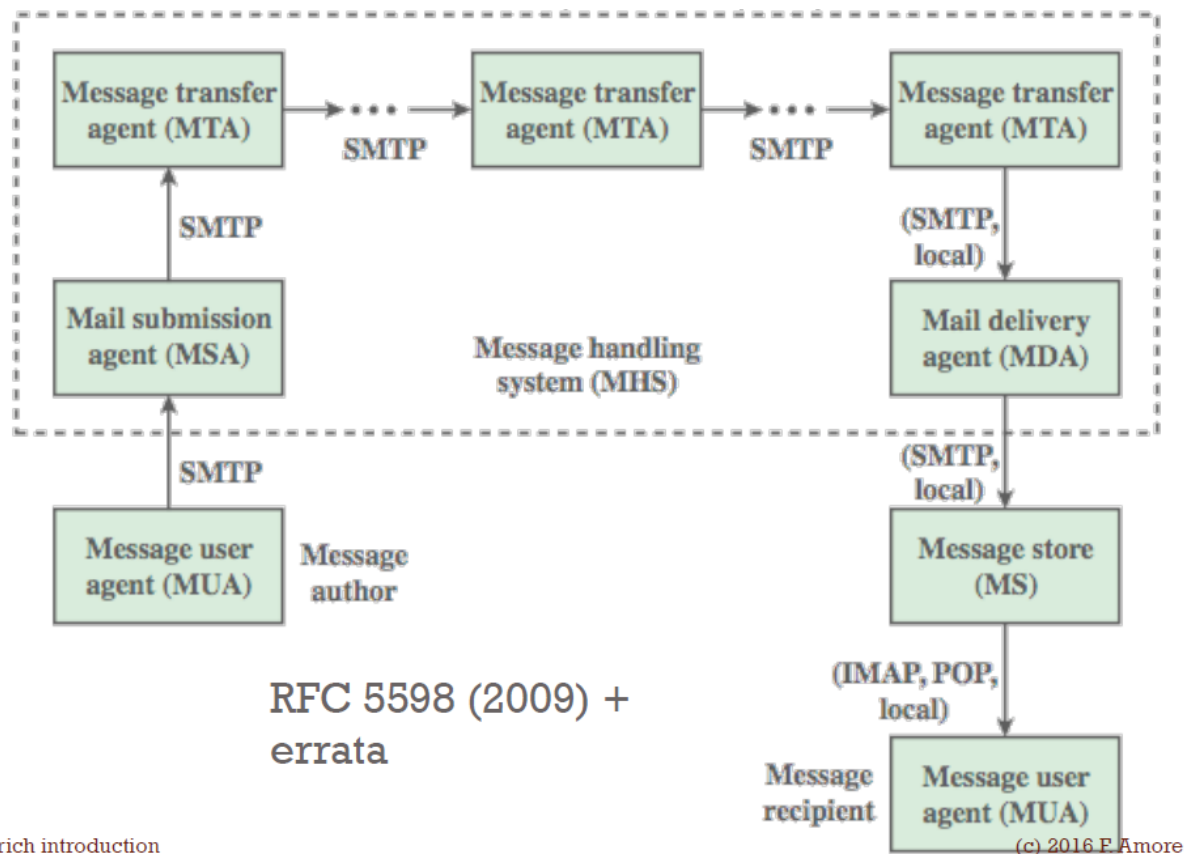 Message transfer
agent (MTA)
SMTP
Message transfer
agent (MTA)
SMTP
Message transfer
agent (MTA)
SMTP
(SMTP,
local)
Mail submission
agent (MSA)
Message handling
system (MHS)
Mail delivery
agent (MDA)
SMTP
(SMTP,
local)
Message user
agent (MUA)
Message
author
Message store
(MS)
RFC 5598 (2009) +
errata
(IMAP, POP,
local)
Message
recipient
Message user
agent (MUA)
rich introduction
(c) 2016 F. Amore